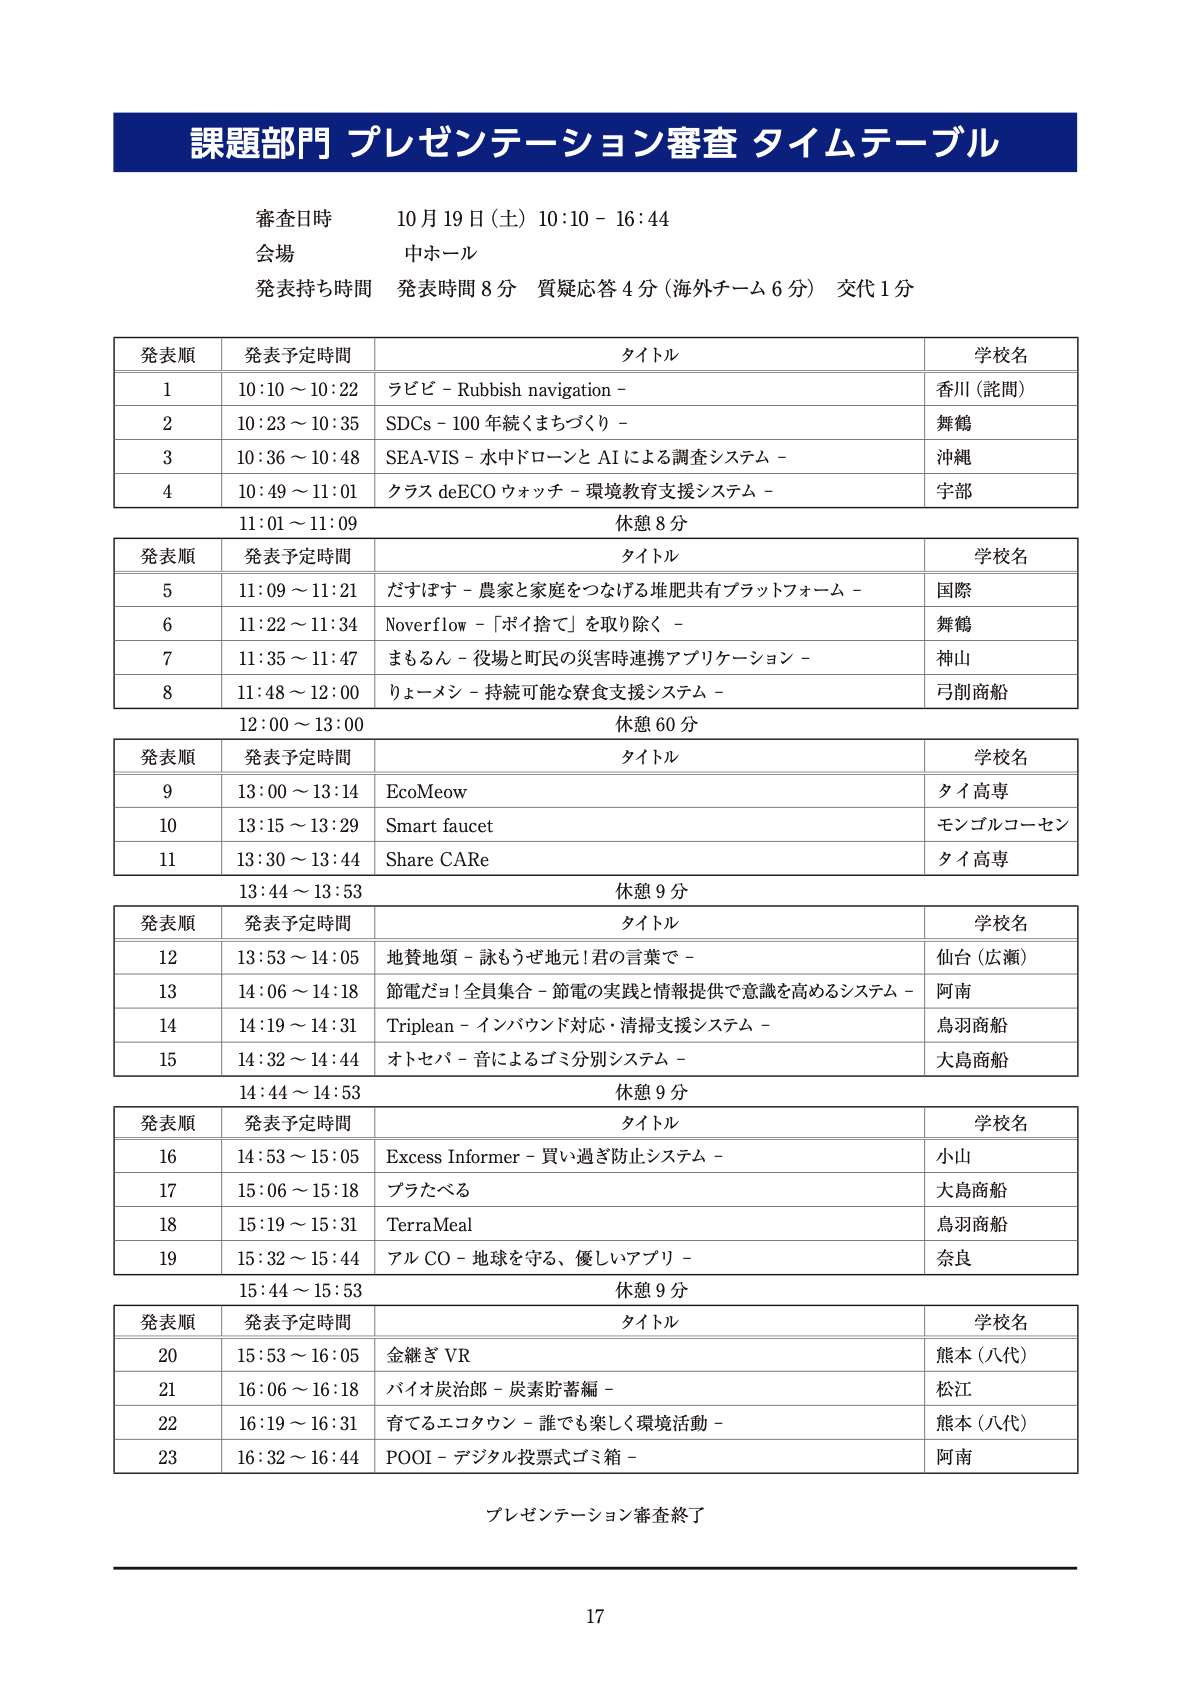 課題部門 プレゼンテーション審査 タイムテーブル
審査日時 10月19日（土） 10：10 － 16：44
会場 中ホール
発表持ち時間 発表時間8分 質疑応答4分（海外チーム6分） 交代1分
発表順 発表予定時間 タイトル 学校名
1 10：10 ～ 10：22 ラビビ － Rubbish navigation － 香川（詫間）
2 10：23 ～ 10：35 SDCs － 100年続くまちづくり － 舞鶴
3 10：36 ～ 10：48 SEA-VIS － 水中ドローンとAIによる調査システム － 沖縄
4 10：49 ～ 11：01 クラスdeECOウォッチ － 環境教育支援システム － 宇部
11：01 ～ 11：09 休憩8分
発表順 発表予定時間 タイトル 学校名
5 11：09 ～ 11：21 だすぽす － 農家と家庭をつなげる堆肥共有プラットフォーム － 国際
6 11：22 ～ 11：34 Noverflow －「ポイ捨て」を取り除く － 舞鶴
7 11：35 ～ 11：47 まもるん － 役場と町民の災害時連携アプリケーション － 神山
8 11：48 ～ 12：00 りょーメシ － 持続可能な寮食支援システム － 弓削商船
12：00 ～ 13：00 休憩60分
発表順 発表予定時間 タイトル 学校名
9 13：00 ～ 13：14 EcoMeow タイ高専
10 13：15 ～ 13：29 Smart faucet モンゴルコーセン
11 13：30 ～ 13：44 Share CARe タイ高専
13：44 ～ 13：53 休憩9分
発表順 発表予定時間 タイトル 学校名
12 13：53 ～ 14：05 地賛地頌 － 詠もうぜ地元！君の言葉で － 仙台（広瀬）
13 14：06 ～ 14：18 節電だョ！全員集合 － 節電の実践と情報提供で意識を高めるシステム － 阿南
14 14：19 ～ 14：31 Triplean － インバウンド対応・清掃支援システム － 鳥羽商船
15 14：32 ～ 14：44 オトセパ － 音によるゴミ分別システム － 大島商船
14：44 ～ 14：53 休憩9分
発表順 発表予定時間 タイトル 学校名
16 14：53 ～ 15：05 Excess Informer － 買い過ぎ防止システム － 小山
17 15：06 ～ 15：18 プラたべる 大島商船
18 15：19 ～ 15：31 TerraMeal 鳥羽商船
19 15：32 ～ 15：44 アルCO － 地球を守る、優しいアプリ － 奈良
15：44 ～ 15：53 休憩9分
発表順 発表予定時間 タイトル 学校名
20 15：53 ～ 16：05 金継ぎVR 熊本（八代）
21 16：06 ～ 16：18 バイオ炭治郎 － 炭素貯蓄編 － 松江
22 16：19 ～ 16：31 育てるエコタウン － 誰でも楽しく環境活動 － 熊本（八代）
23 16：32 ～ 16：44 POOI － デジタル投票式ゴミ箱 － 阿南
プレゼンテーション審査終了
17